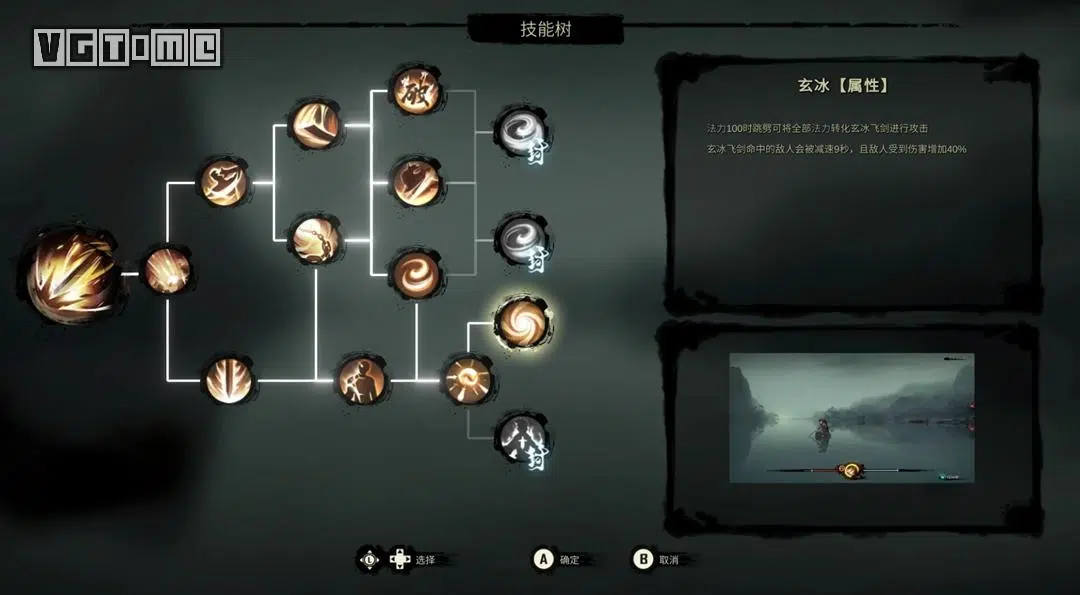 VGTIME
技能树
破
封
封
封
玄冰【属性】
法力100时跳劈可将全部法力转化玄冰飞剑进行攻击
玄冰飞剑命中的敌人会被减速9秒，且敌人受到伤害增加40%
L 选择
A 确定
B 取消